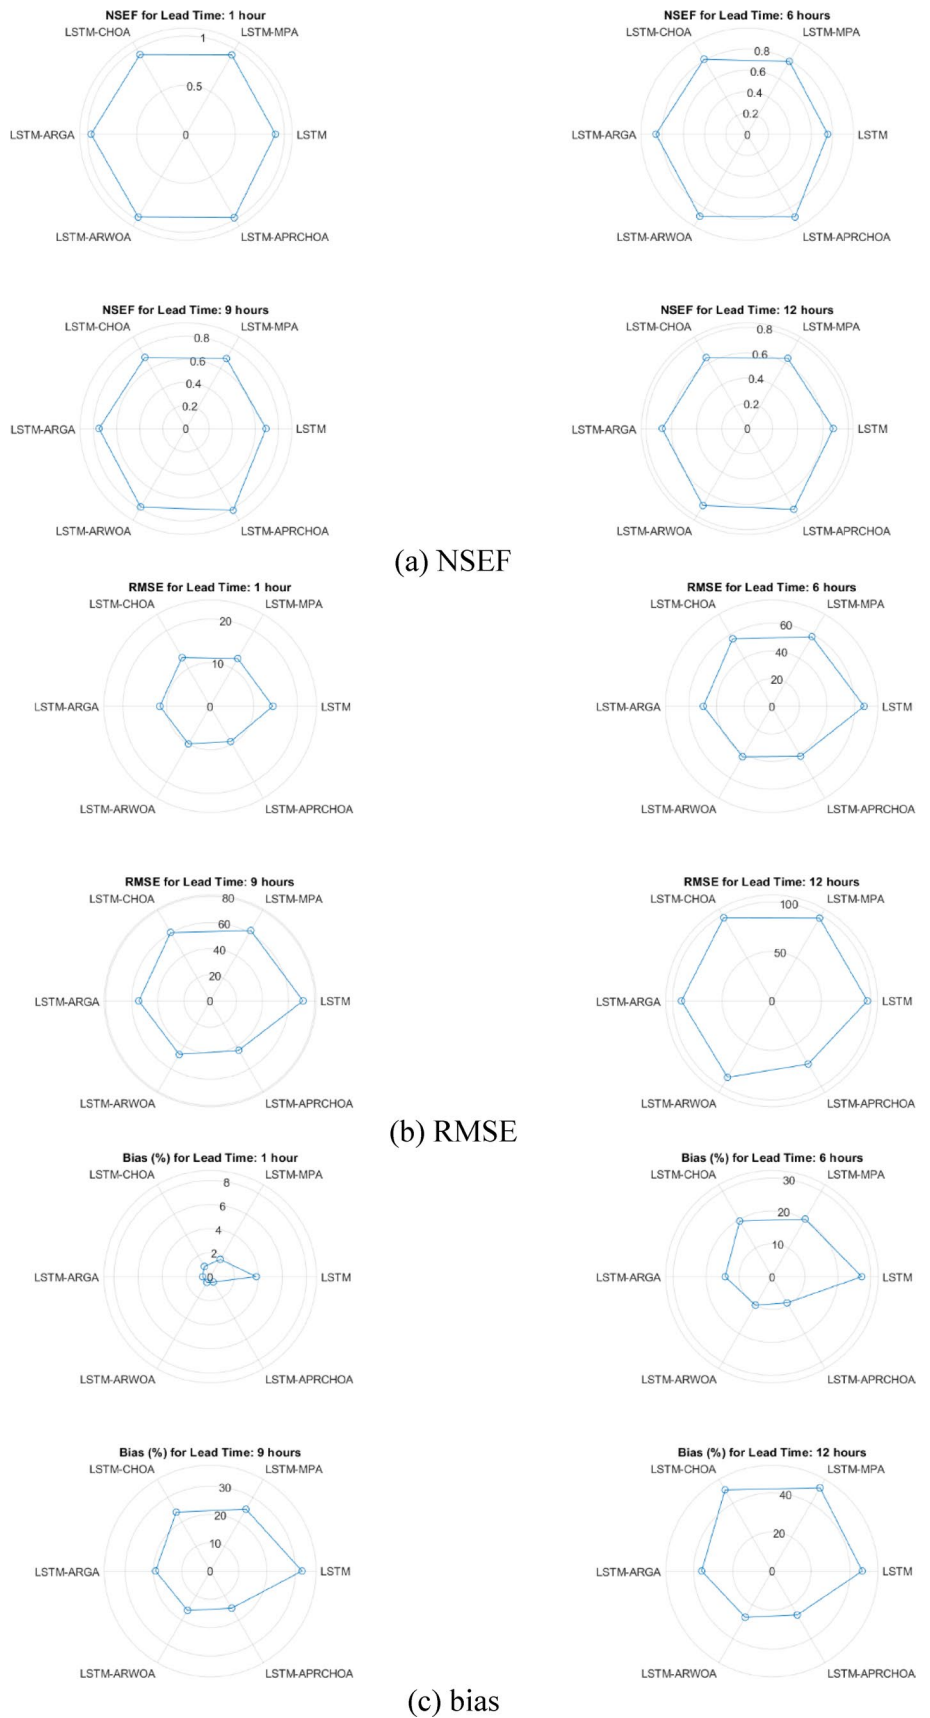 NSEF for Lead Time: 1 hour
LSTM-CHOA
LSTM-MPA
1
0.5
LSTM-ARGA
0
LSTM
LSTM-ARWOA
LSTM-APRCHOA
NSEF for Lead Time: 6 hours
LSTM-CHOA
LSTM-MPA
0.8
0.6
0.4
0.2
LSTM-ARGA
0
LSTM
LSTM-ARWOA
LSTM-APRCHOA
NSEF for Lead Time: 9 hours
LSTM-CHOA
LSTM-MPA
0.8
0.6
0.4
0.2
LSTM-ARGA
0
LSTM
LSTM-ARWOA
LSTM-APRCHOA
NSEF for Lead Time: 12 hours
LSTM-CHOA
LSTM-MPA
0.8
0.6
0.4
0.2
LSTM-ARGA
0
LSTM
LSTM-ARWOA
LSTM-APRCHOA
(a) NSEF
RMSE for Lead Time: 1 hour
LSTM-CHOA
LSTM-MPA
20
10
LSTM-ARGA
0
LSTM
LSTM-ARWOA
LSTM-APRCHOA
RMSE for Lead Time: 6 hours
LSTM-CHOA
LSTM-MPA
60
40
20
LSTM-ARGA
0
LSTM
LSTM-ARWOA
LSTM-APRCHOA
RMSE for Lead Time: 9 hours
LSTM-CHOA
80
LSTM-MPA
60
40
20
LSTM-ARGA
0
LSTM
LSTM-ARWOA
LSTM-APRCHOA
RMSE for Lead Time: 12 hours
LSTM-CHOA
LSTM-MPA
100
50
LSTM-ARGA
0
LSTM
LSTM-ARWOA
LSTM-APRCHOA
(b) RMSE
Bias (%) for Lead Time: 1 hour
LSTM-CHOA
LSTM-MPA
8
6
4
2
LSTM-ARGA
0
LSTM
LSTM-ARWOA
LSTM-APRCHOA
Bias (%) for Lead Time: 6 hours
LSTM-CHOA
LSTM-MPA
30
20
10
LSTM-ARGA
0
LSTM
LSTM-ARWOA
LSTM-APRCHOA
Bias (%) for Lead Time: 9 hours
LSTM-CHOA
LSTM-MPA
30
20
10
LSTM-ARGA
0
LSTM
LSTM-ARWOA
LSTM-APRCHOA
Bias (%) for Lead Time: 12 hours
LSTM-CHOA
LSTM-MPA
40
20
LSTM-ARGA
0
LSTM
LSTM-ARWOA
LSTM-APRCHOA
(c) bias